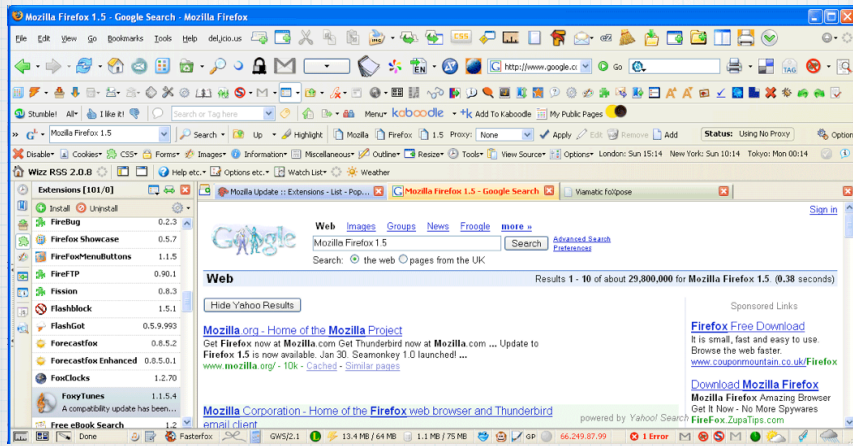 Mozilla Firefox 1.5 - Google Search - Mozilla Firefox
File Edit View Go Bookmarks Tools Help del.icio.us CSS
EN http://www.google.c Go TAG
Stumble! All I like it! Search or Tag here Menu kaboodle + Add To Kaboodle My Public Pages
» G Mozilla Firefox 1.5 Search Up Highlight Mozilla Firefox 1.5 Proxy: None Apply Edit Remove Add Status: Using No Proxy Option
Disable Cookies CSS Forms Images Information Miscellaneous Outline Resize Tools View Source Options London: Sun 15:14 New York: Sun 10:14 Tokyo: Mon 00:14
Wizz RSS 2.0.8 Help etc. Options etc. Watch List Weather
Extensions [101/0]
Mozilla Update :: Extensions - List - Pop... Mozilla Firefox 1.5 - Google Search Viamatic foXpose
Install Uninstall
FireBug 0.2.3
Firefox Showcase 0.5.7
FireFoxMenuButtons 1.1.5
FireFTP 0.90.1
Fission 0.8.3
Flashblock 1.5.1
FlashGot 0.5.9.993
Forecastfox 0.8.5.2
Forecastfox Enhanced 0.8.5.0.1
FoxClocks 1.2.70
FoxyTunes 1.1.5.4
A compatibility update has been...
Free eBook Search 1.2
Sign in
Google
Web Images Groups News Froogle more »
Mozilla Firefox 1.5 Search Advanced Search
Preferences
Search: the web pages from the UK
Web Results 1 - 10 of about 29,800,000 for Mozilla Firefox 1.5. (0.38 seconds)
Hide Yahoo Results
Mozilla.org - Home of the Mozilla Project
Get Firefox now at Mozilla.com Get Thunderbird now at Mozilla.com ... Update to
Firefox 1.5 is now available. Jan 30. Seamonkey 1.0 launched! ...
www.mozilla.org/ - 10k - Cached - Similar pages
Mozilla Corporation - Home of the Firefox web browser and Thunderbird
email client
powered by Yahoo! Search
Sponsored Links
Firefox Free Download
It is small, fast and easy to use.
Browse the web faster.
www.couponmountain.co.uk/Firefox
Download Mozilla Firefox
Mozilla Firefox Amazing Browser
Get It Now - No More Spywares
FireFox.ZupaTips.com
Done Fasterfox GWS/2.1 13.4 MB / 64 MB 1.1 MB / 75 MB GP 66.249.87.99 1 Error